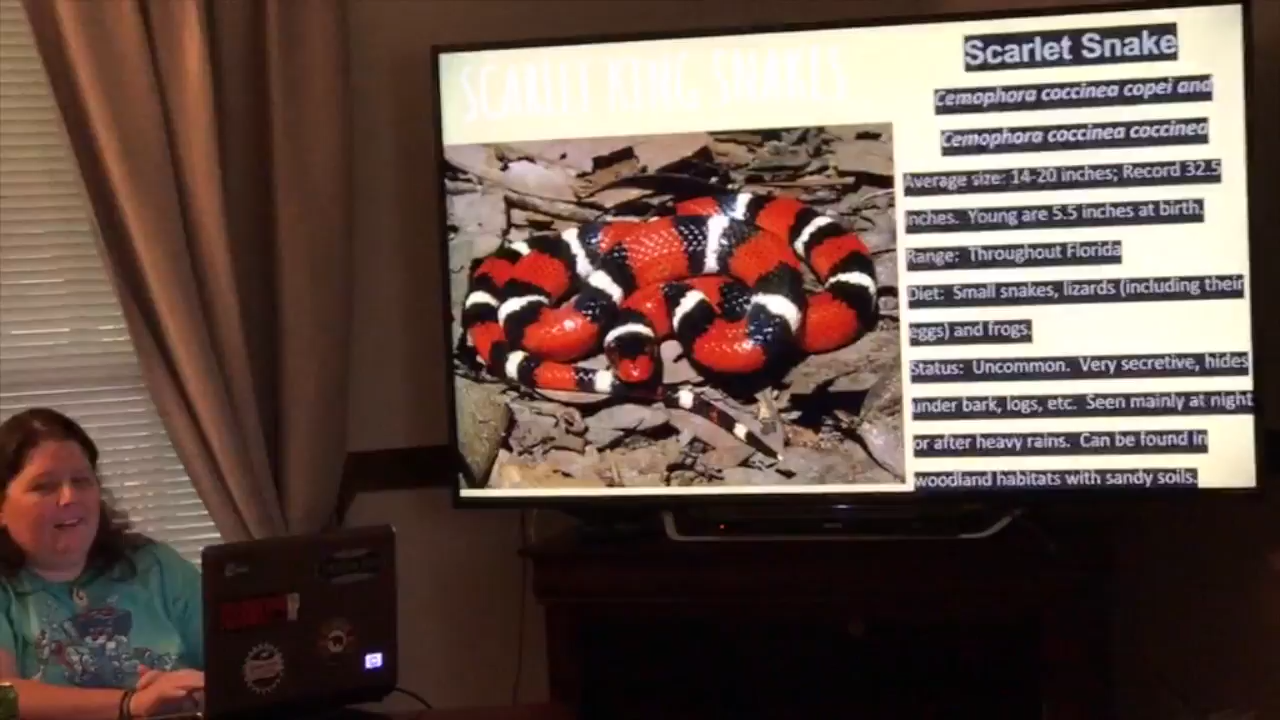 SCARLET KING SNAKES
Scarlet Snake
Cemophora coccinea copei and
Cemophora coccinea coccinea
Average size: 14-20 inches; Record 32.5
inches. Young are 5.5 inches at birth.
Range: Throughout Florida
Diet: Small snakes, lizards (including their
eggs) and frogs.
Status: Uncommon. Very secretive, hides
under bark, logs, etc. Seen mainly at night
or after heavy rains. Can be found in
woodland habitats with sandy soils.